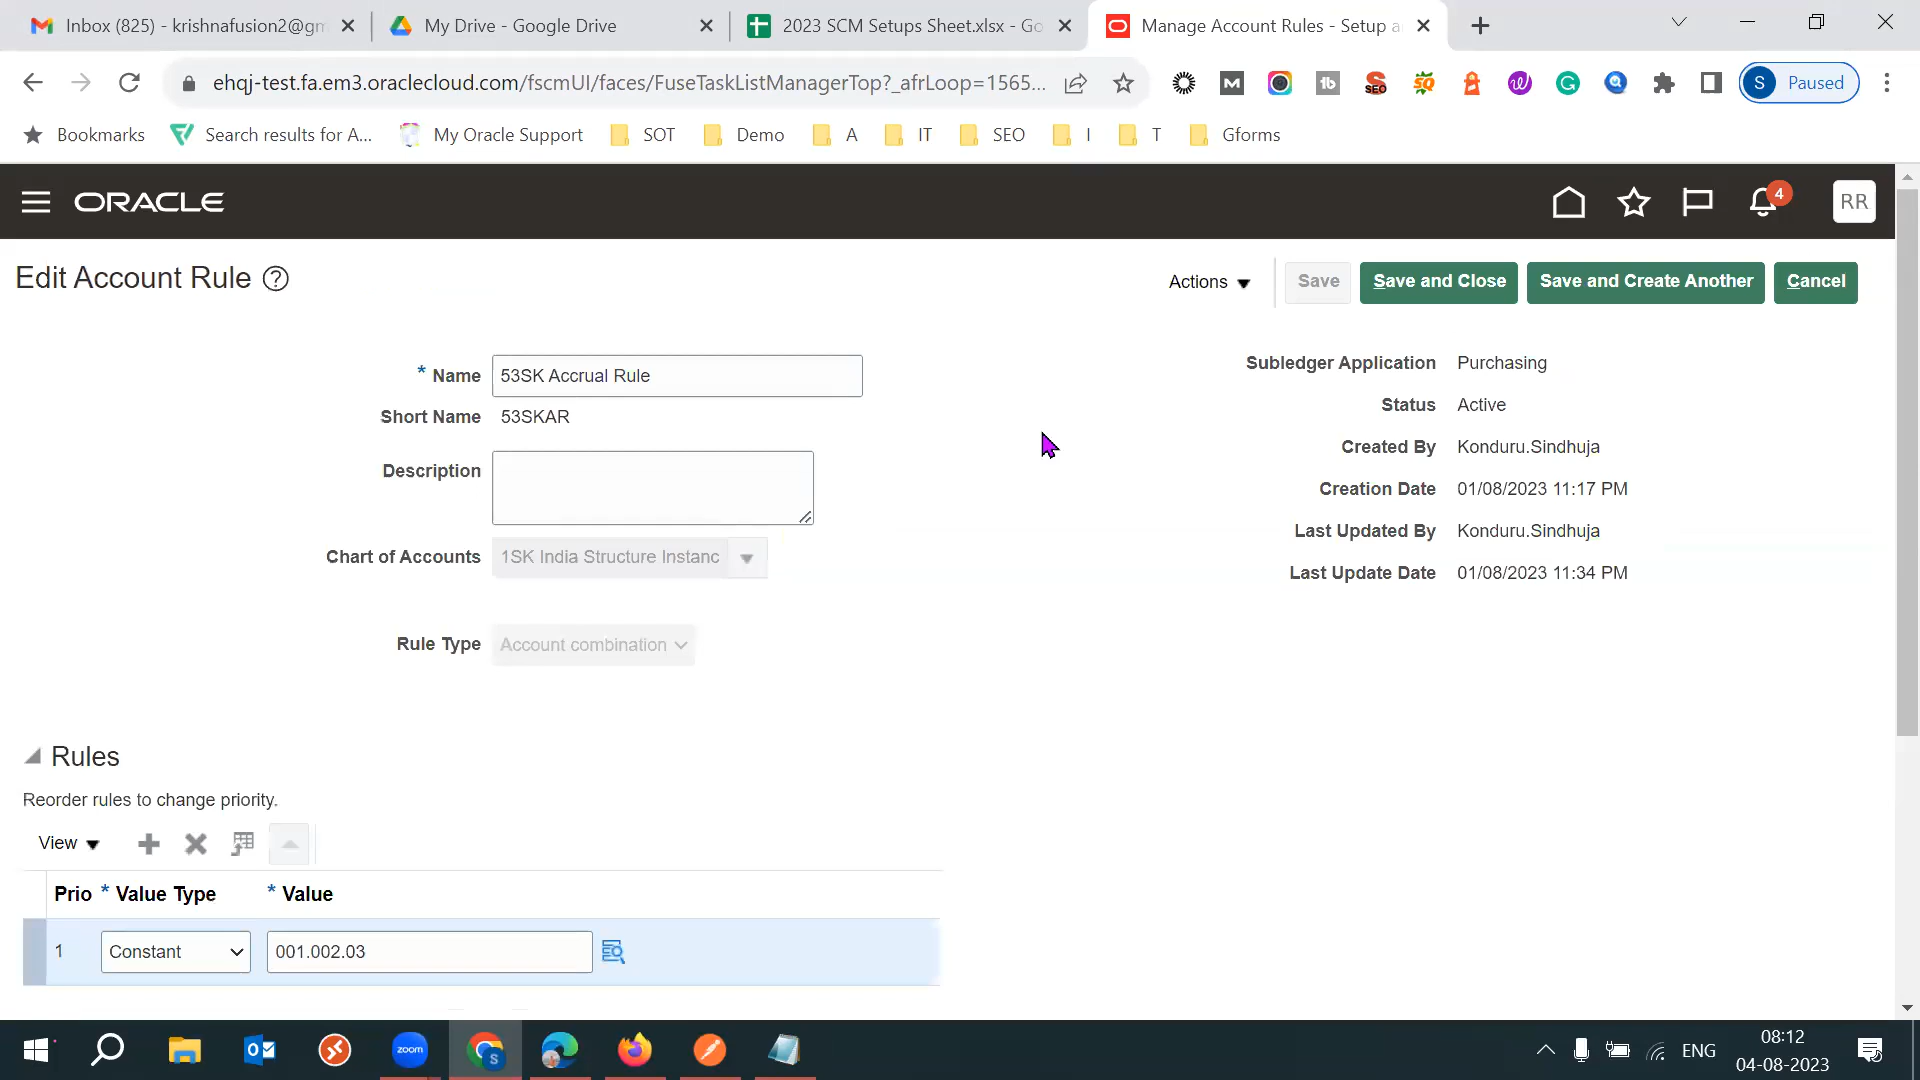 Inbox (825) - krishnafusion2@gm
My Drive - Google Drive
2023 SCM Setups Sheet.xlsx - Go
Manage Account Rules - Setup a
ehqj-test.fa.em3.oraclecloud.com/fscmUI/faces/FuseTaskListManagerTop?_afrLoop=1565...
M
1b
SEO
SQ
S
Paused
Bookmarks
Search results for A...
My Oracle Support
SOT
Demo
A
IT
SEO
I
T
Gforms
ORACLE
4
RR
Edit Account Rule ?
Actions
Save
Save and Close
Save and Create Another
Cancel
* Name 53SK Accrual Rule
Short Name 53SKAR
Description
Chart of Accounts 1SK India Structure Instanc
Rule Type Account combination
Subledger Application Purchasing
Status Active
Created By Konduru.Sindhuja
Creation Date 01/08/2023 11:17 PM
Last Updated By Konduru.Sindhuja
Last Update Date 01/08/2023 11:34 PM
Rules
Reorder rules to change priority.
View
Prio * Value Type * Value
1 Constant 001.002.03
zoom
S
ENG
08:12
04-08-2023